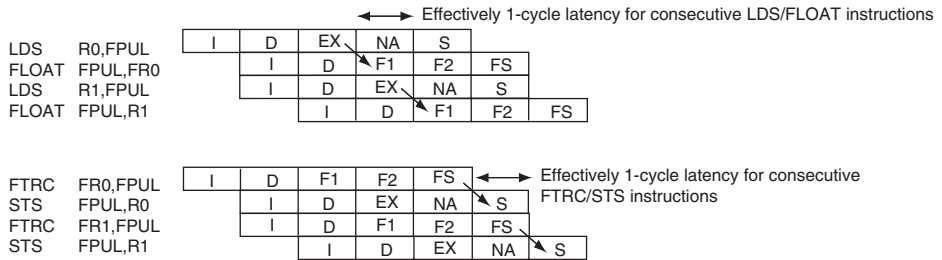 Effectively 1-cycle latency for consecutive LDS/FLOAT instructions
LDS R0,FPUL I D EX NA S
FLOAT FPUL,FR0 I D F1 F2 FS
LDS R1,FPUL I D EX NA S
FLOAT FPUL,R1 I D F1 F2 FS
Effectively 1-cycle latency for consecutive
FTRC/STS instructions
FTRC FR0,FPUL I D F1 F2 FS
STS FPUL,R0 I D EX NA S
FTRC FR1,FPUL I D F1 F2 FS
STS FPUL,R1 I D EX NA S